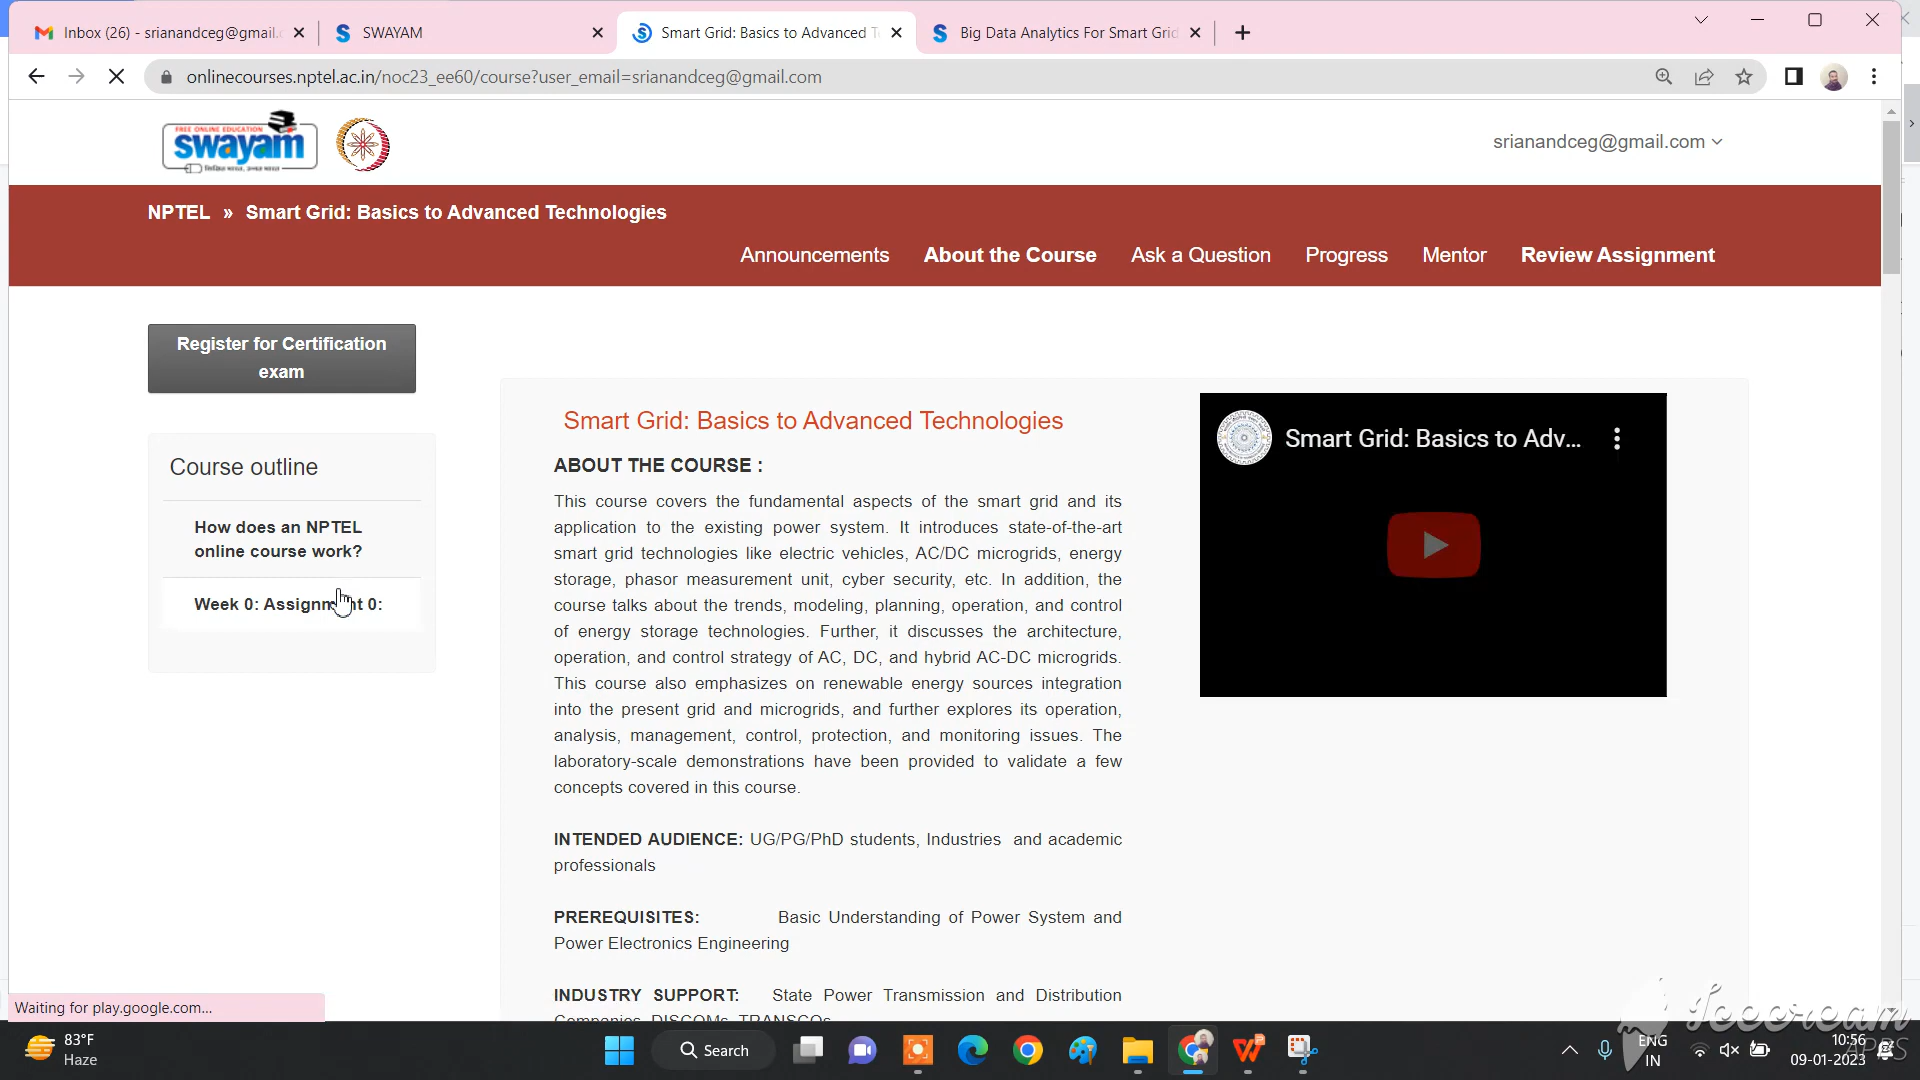 Inbox (26) - srianandceg@gmail.
SWAYAM
Smart Grid: Basics to Advanced T
Big Data Analytics For Smart Grid
onlinecourses.nptel.ac.in/noc23_ee60/course?user_email=srianandceg@gmail.com
FREE ONLINE EDUCATION
swayam
srianandceg@gmail.com
NPTEL » Smart Grid: Basics to Advanced Technologies
Announcements About the Course Ask a Question Progress Mentor Review Assignment
Register for Certification
exam
Course outline
How does an NPTEL
online course work?
Week 0: Assignment 0:
Smart Grid: Basics to Advanced Technologies
ABOUT THE COURSE :
This course covers the fundamental aspects of the smart grid and its
application to the existing power system. It introduces state-of-the-art
smart grid technologies like electric vehicles, AC/DC microgrids, energy
storage, phasor measurement unit, cyber security, etc. In addition, the
course talks about the trends, modeling, planning, operation, and control
of energy storage technologies. Further, it discusses the architecture,
operation, and control strategy of AC, DC, and hybrid AC-DC microgrids.
This course also emphasizes on renewable energy sources integration
into the present grid and microgrids, and further explores its operation,
analysis, management, control, protection, and monitoring issues. The
laboratory-scale demonstrations have been provided to validate a few
concepts covered in this course.
INTENDED AUDIENCE: UG/PG/PhD students, Industries and academic
professionals
PREREQUISITES: Basic Understanding of Power System and
Power Electronics Engineering
INDUSTRY SUPPORT: State Power Transmission and Distribution
Companies, DISCOMs, TRANSCOs
Smart Grid: Basics to Adv...
Waiting for play.google.com...
Icecream
APPS
83°F
Haze
Search
ENG
IN
10:56
09-01-2023